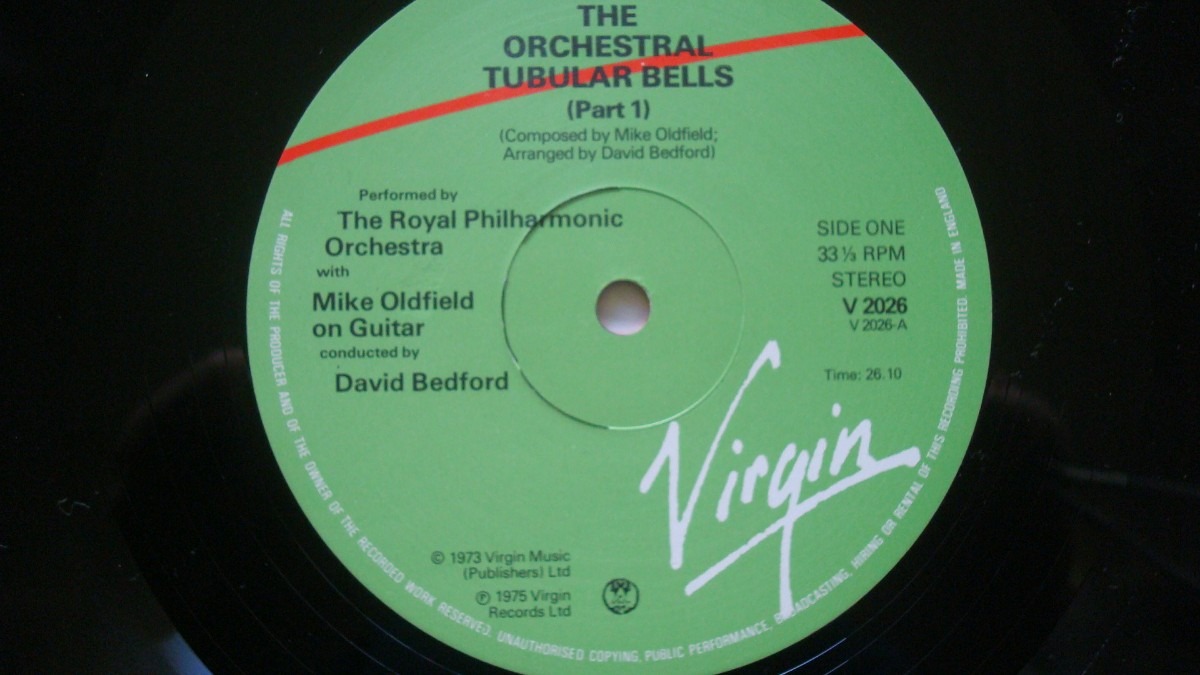 THE
ORCHESTRAL
TUBULAR BELLS
(Part 1)
(Composed by Mike Oldfield;
Arranged by David Bedford)
Performed by
The Royal Philharmonic
Orchestra
with
Mike Oldfield
on Guitar
conducted by
David Bedford
SIDE ONE
33 ⅓ RPM
STEREO
V 2026
V 2026-A
Time: 26.10
Virgin
© 1973 Virgin Music
(Publishers) Ltd
℗ 1975 Virgin
Records Ltd
ALL RIGHTS OF THE PRODUCER AND OF THE OWNER OF THE RECORDED WORK RESERVED. UNAUTHORISED COPYING, PUBLIC PERFORMANCE, BROADCASTING, HIRING OR RENTAL OF THIS RECORDING PROHIBITED. MADE IN ENGLAND